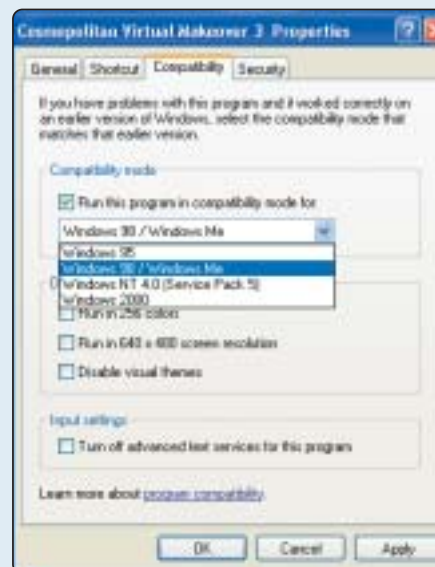 Cosmopolitan Virtual Makeover 3 Properties
General Shortcut Compatibility Security
If you have problems with this program and it worked correctly on
an earlier version of Windows, select the compatibility mode that
matches that earlier version.
Compatibility mode
Run this program in compatibility mode for
Windows 98 / Windows Me
Windows 95
Windows 98 / Windows Me
Windows NT 4.0 (Service Pack 5)
Windows 2000
Run in 256 colors
Run in 640 x 480 screen resolution
Disable visual themes
Input settings
Turn off advanced text services for this program
Learn more about program compatibility.
OK Cancel Apply